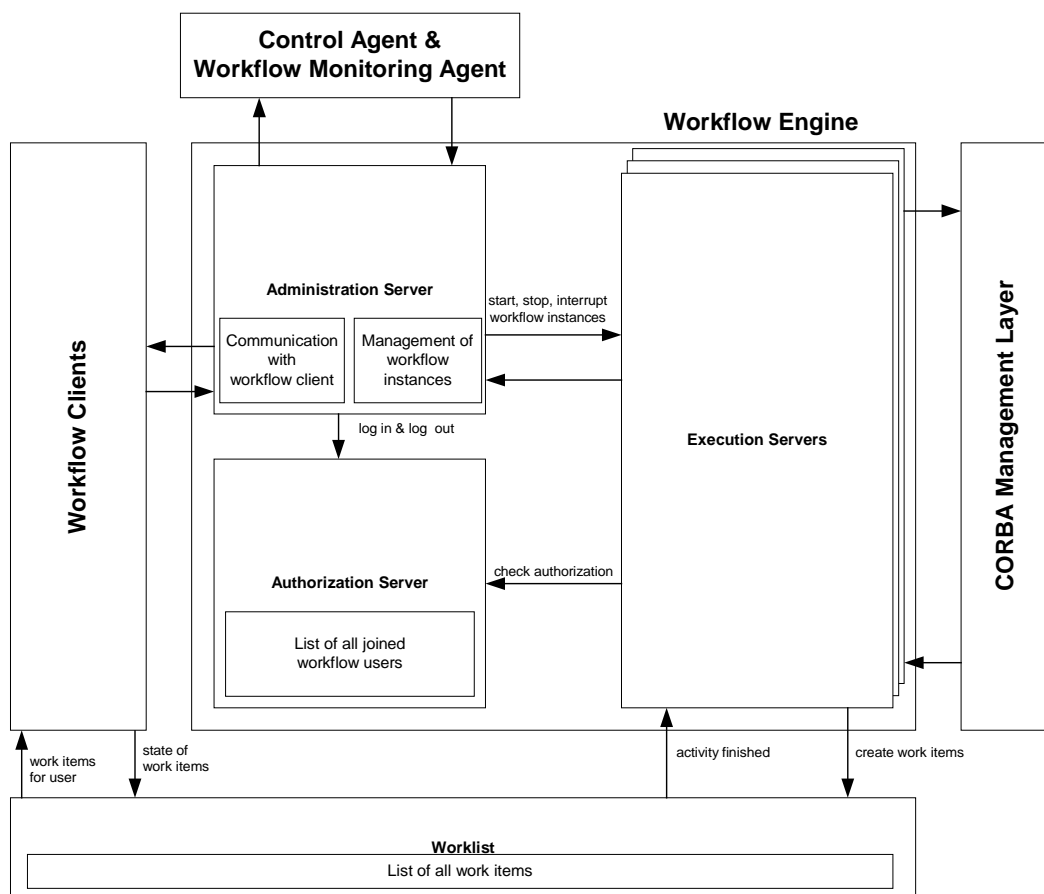 Control Agent &
Workflow Monitoring Agent
Workflow Engine
Workflow Clients
Administration Server
Communication
with
workflow client
Management of
workflow
instances
start, stop, interrupt
workflow instances
log in & log out
Execution Servers
CORBA Management Layer
Authorization Server
check authorization
List of all joined
workflow users
work items
for user
state of
work items
activity finished
create work items
Worklist
List of all work items